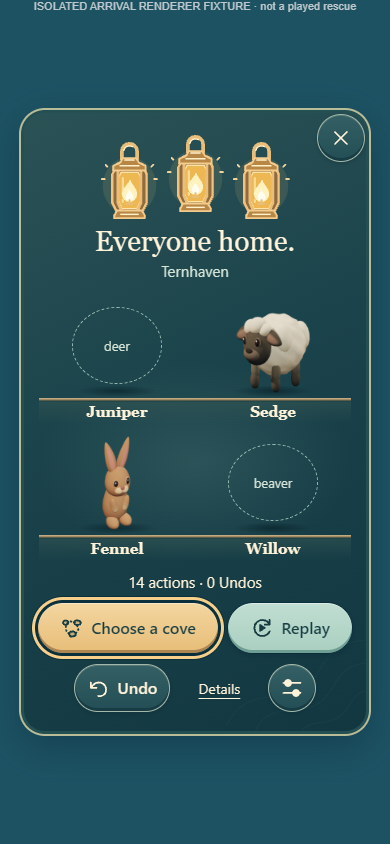 ISOLATED ARRIVAL RENDERER FIXTURE · not a played rescue
Everyone home.
Ternhaven
deer
Juniper Sedge
beaver
Fennel Willow
14 actions · 0 Undos
Choose a cove Replay
Undo Details